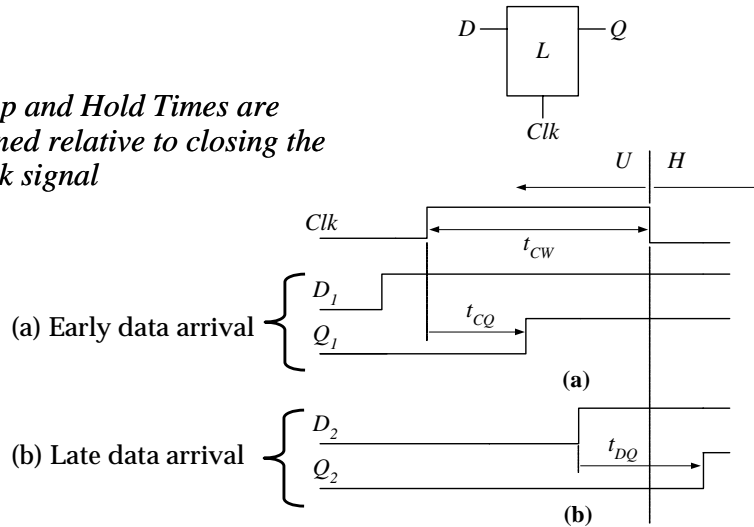 D Q
L
Clk
p and Hold Times are
ned relative to closing the
k signal
U H
Clk
t_CW
D_1
(a) Early data arrival
t_CQ
Q_1
(a)
D_2
(b) Late data arrival
t_DQ
Q_2
(b)